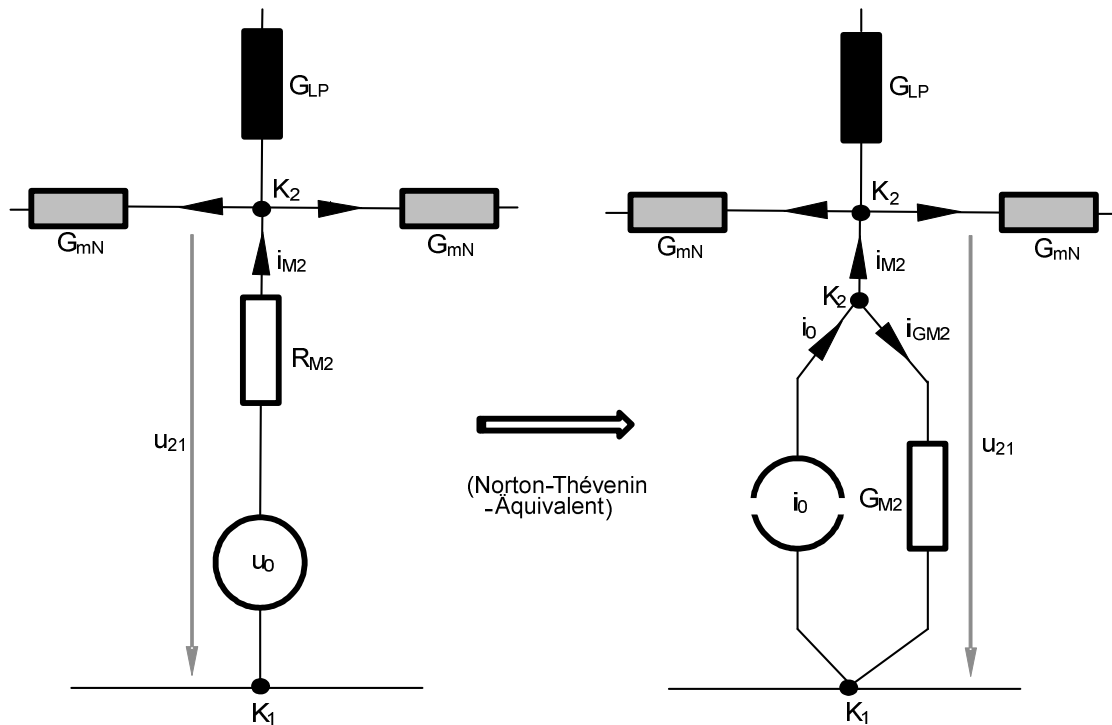 G_LP
K_2
G_mN
G_mN
i_M2
R_M2
u_21
u_0
K_1
(Norton-Thévenin
-Äquivalent)
G_LP
K_2
G_mN
G_mN
i_M2
K_2
i_0
i_GM2
i_0
G_M2
u_21
K_1